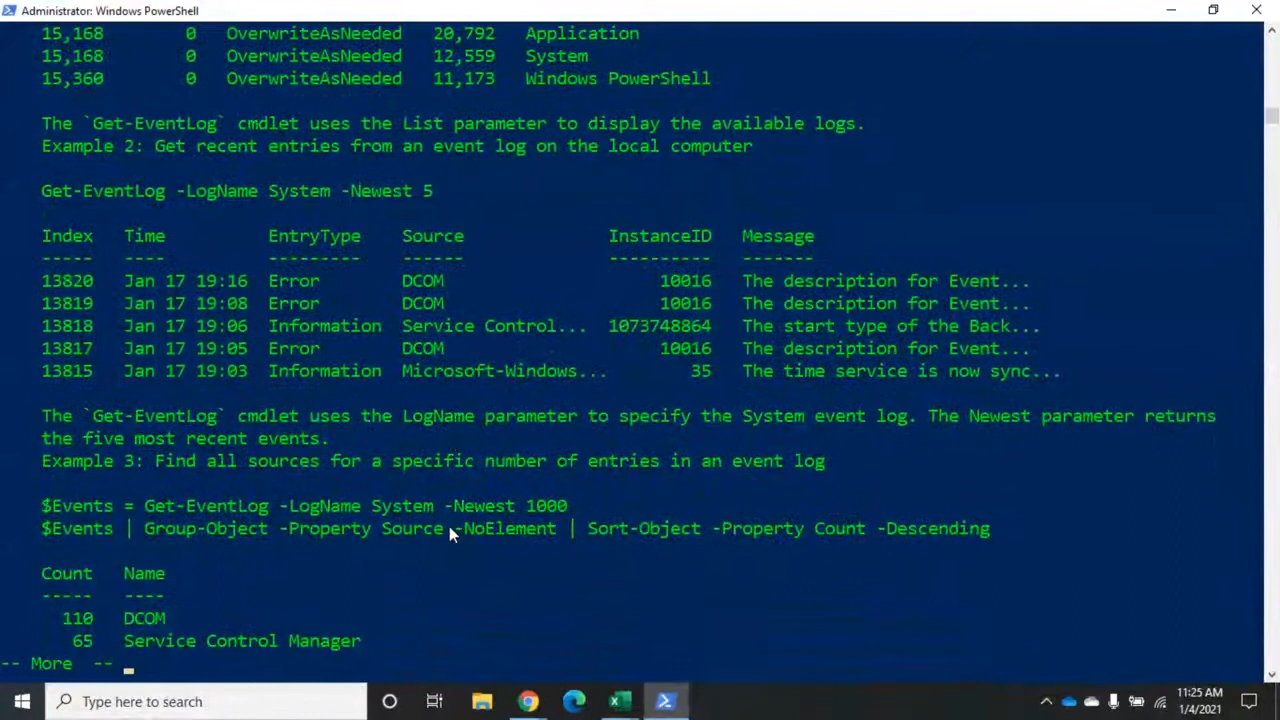 Administrator: Windows PowerShell
15,168 0 OverwriteAsNeeded 20,792 Application
15,168 0 OverwriteAsNeeded 12,559 System
15,360 0 OverwriteAsNeeded 11,173 Windows PowerShell
The `Get-EventLog` cmdlet uses the List parameter to display the available logs.
Example 2: Get recent entries from an event log on the local computer
Get-EventLog -LogName System -Newest 5
Index Time EntryType Source InstanceID Message
----- ---- --------- ------ ---------- -------
13820 Jan 17 19:16 Error DCOM 10016 The description for Event...
13819 Jan 17 19:08 Error DCOM 10016 The description for Event...
13818 Jan 17 19:06 Information Service Control... 1073748864 The start type of the Back...
13817 Jan 17 19:05 Error DCOM 10016 The description for Event...
13815 Jan 17 19:03 Information Microsoft-Windows... 35 The time service is now sync...
The `Get-EventLog` cmdlet uses the LogName parameter to specify the System event log. The Newest parameter returns
the five most recent events.
Example 3: Find all sources for a specific number of entries in an event log
$Events = Get-EventLog -LogName System -Newest 1000
$Events | Group-Object -Property Source -NoElement | Sort-Object -Property Count -Descending
Count Name
----- ----
110 DCOM
65 Service Control Manager
-- More --
Type here to search
11:25 AM
1/4/2021